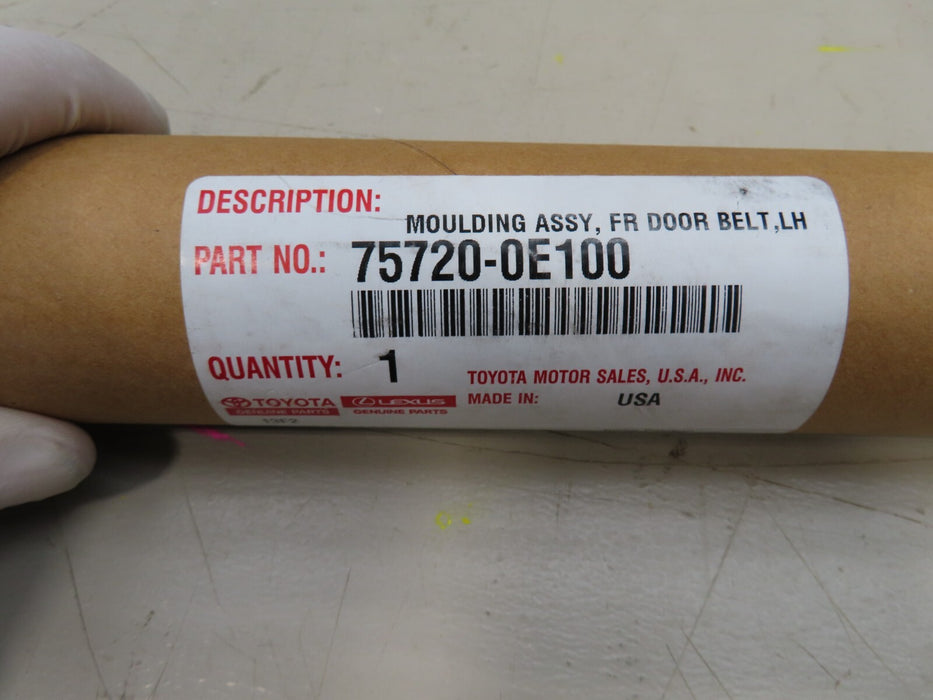 DESCRIPTION:
MOULDING ASSY, FR DOOR BELT,LH
PART NO.: 75720-0E100
QUANTITY: 1
TOYOTA MOTOR SALES, U.S.A., INC.
MADE IN: USA
TOYOTA LEXUS
GENUINE PARTS GENUINE PARTS
13F2